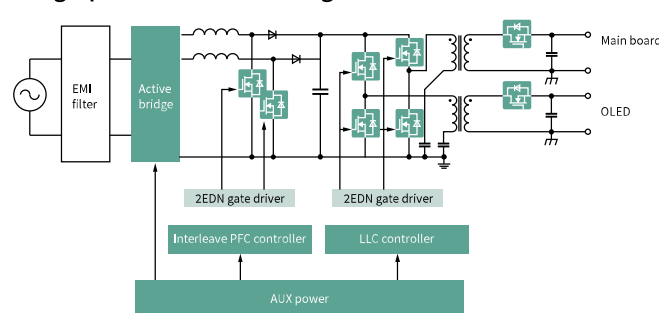 Main board
EMI
filter
Active
bridge
OLED
2EDN gate driver
2EDN gate driver
Interleave PFC controller
LLC controller
AUX power